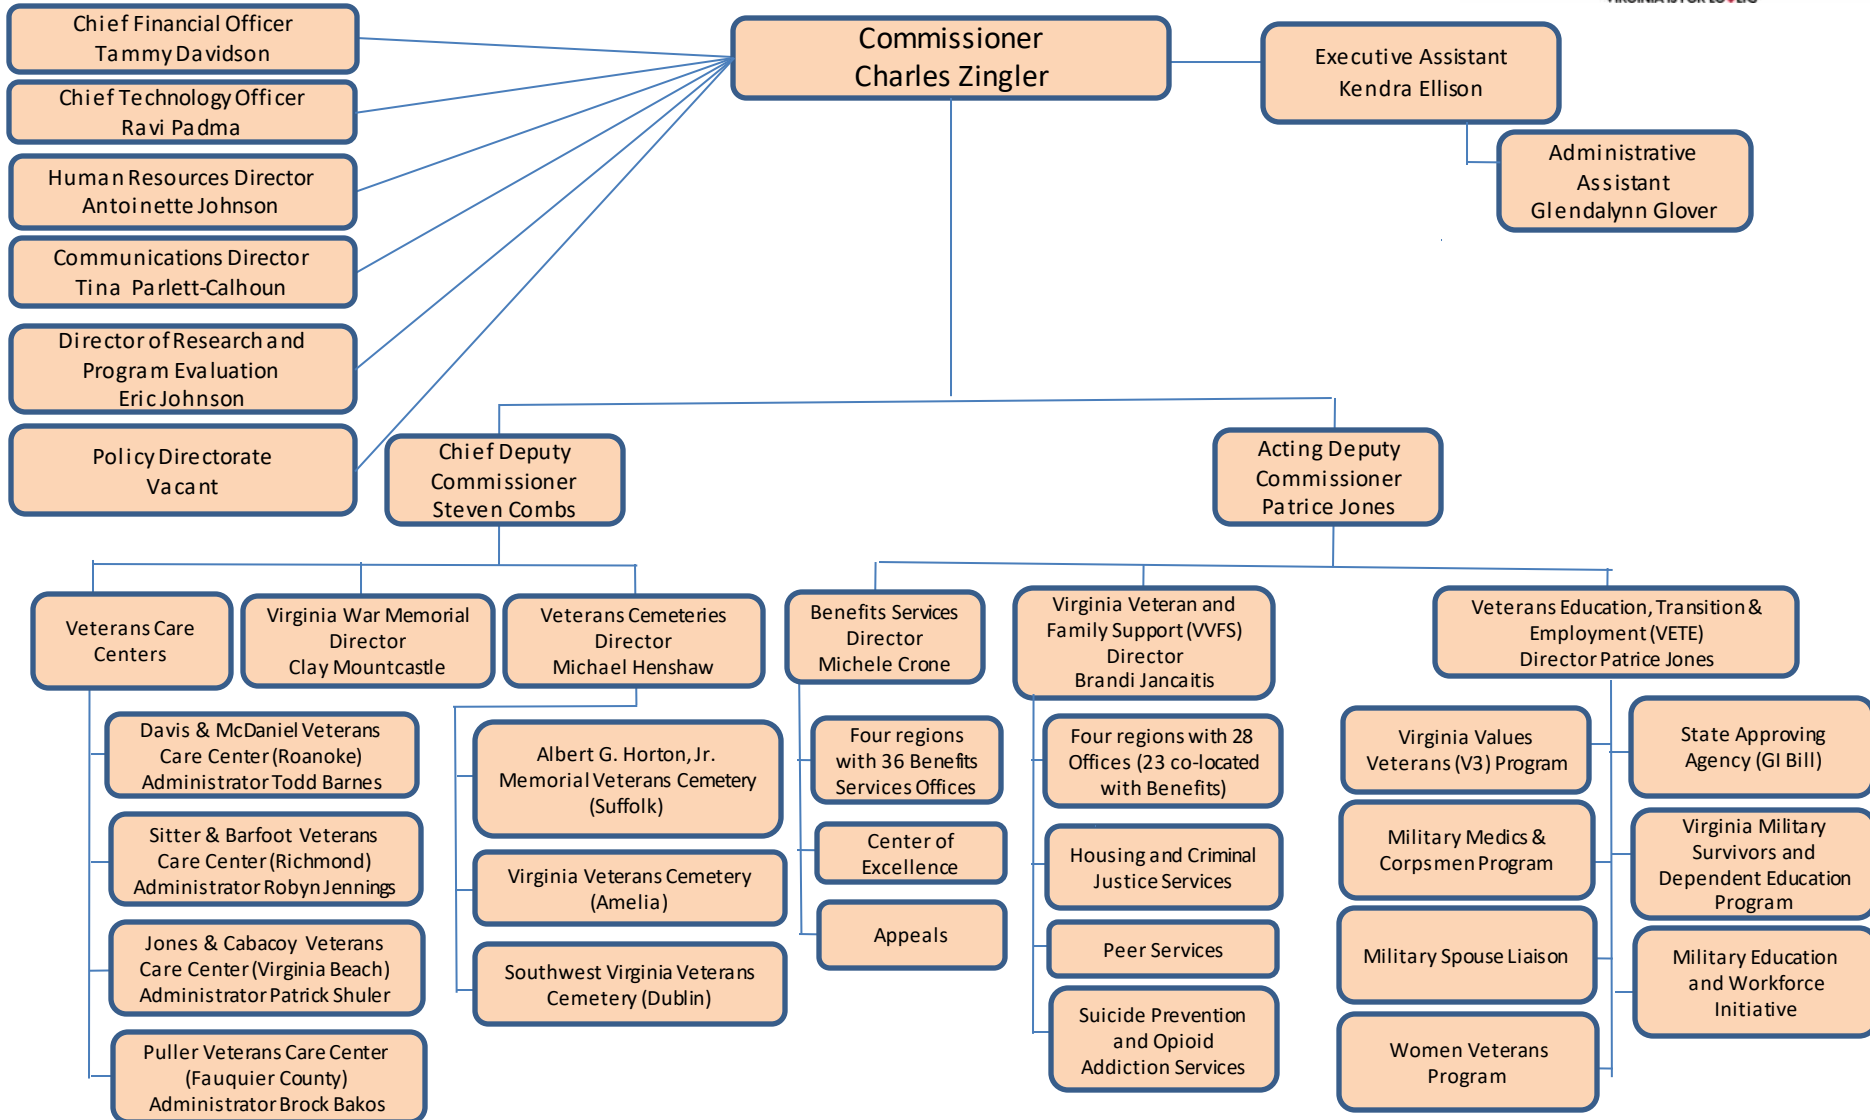 VIRGINIA IS FOR LOVERS
Chief Financial Officer
Tammy Davidson
Chief Technology Officer
Ravi Padma
Human Resources Director
Antoinette Johnson
Communications Director
Tina Parlett-Calhoun
Director of Research and
Program Evaluation
Eric Johnson
Policy Directorate
Vacant
Commissioner
Charles Zingler
Executive Assistant
Kendra Ellison
Administrative
Assistant
Glendalynn Glover
Chief Deputy
Commissioner
Steven Combs
Acting Deputy
Commissioner
Patrice Jones
Veterans Care
Centers
Virginia War Memorial
Director
Clay Mountcastle
Veterans Cemeteries
Director
Michael Henshaw
Benefits Services
Director
Michele Crone
Virginia Veteran and
Family Support (VVFS)
Director
Brandi Jancaitis
Veterans Education, Transition &
Employment (VETE)
Director Patrice Jones
Davis & McDaniel Veterans
Care Center (Roanoke)
Administrator Todd Barnes
Sitter & Barfoot Veterans
Care Center (Richmond)
Administrator Robyn Jennings
Jones & Cabacoy Veterans
Care Center (Virginia Beach)
Administrator Patrick Shuler
Puller Veterans Care Center
(Fauquier County)
Administrator Brock Bakos
Albert G. Horton, Jr.
Memorial Veterans Cemetery
(Suffolk)
Virginia Veterans Cemetery
(Amelia)
Southwest Virginia Veterans
Cemetery (Dublin)
Four regions
with 36 Benefits
Services Offices
Center of
Excellence
Appeals
Four regions with 28
Offices (23 co-located
with Benefits)
Housing and Criminal
Justice Services
Peer Services
Suicide Prevention
and Opioid
Addiction Services
Virginia Values
Veterans (V3) Program
Military Medics &
Corpsmen Program
Military Spouse Liaison
Women Veterans
Program
State Approving
Agency (GI Bill)
Virginia Military
Survivors and
Dependent Education
Program
Military Education
and Workforce
Initiative